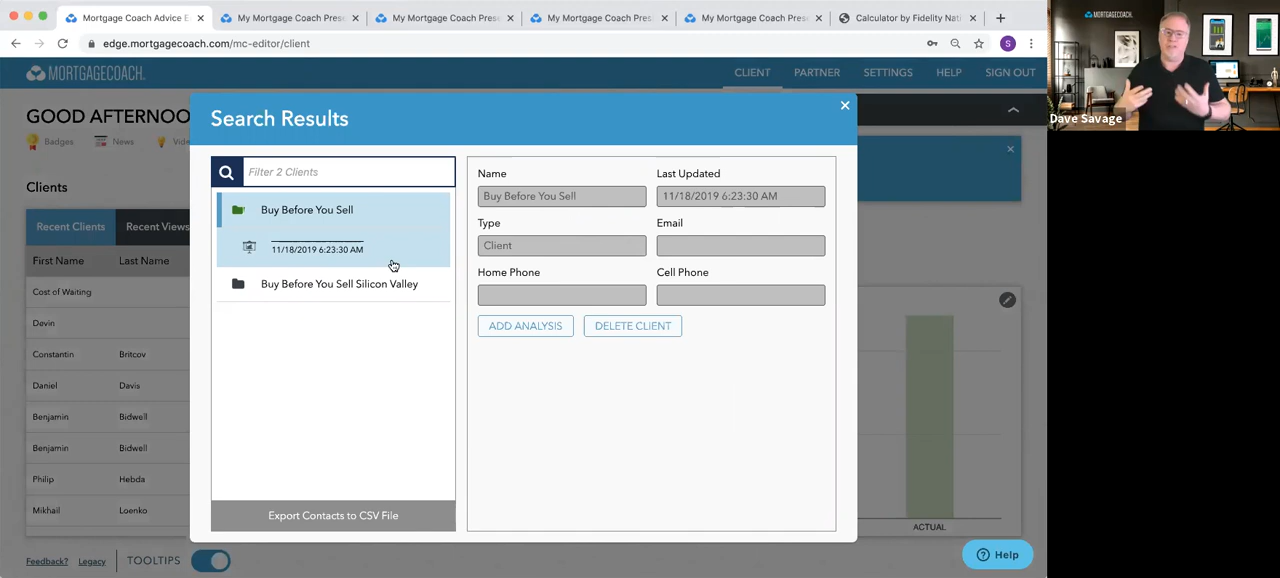 Mortgage Coach Advice E
My Mortgage Coach Prese
My Mortgage Coach Prese
My Mortgage Coach Prese
My Mortgage Coach Prese
Calculator by Fidelity Nati
edge.mortgagecoach.com/mc-editor/client
S
MORTGAGECOACH
Dave Savage
MORTGAGECOACH
CLIENT
PARTNER
SETTINGS
HELP
SIGN OUT
GOOD AFTERNOO
Badges
News
Vide
Clients
Recent Clients
Recent Views
First Name
Last Name
Cost of Waiting
Devin
Constantin Britcov
Daniel Davis
Benjamin Bidwell
Benjamin Bidwell
Philip Hebda
Mikhail Loenko
Feedback?
Legacy
TOOLTIPS
Search Results
Filter 2 Clients
Buy Before You Sell
11/18/2019 6:23:30 AM
Buy Before You Sell Silicon Valley
Export Contacts to CSV File
Name
Last Updated
Buy Before You Sell
11/18/2019 6:23:30 AM
Type
Email
Client
Home Phone
Cell Phone
ADD ANALYSIS
DELETE CLIENT
ACTUAL
Help